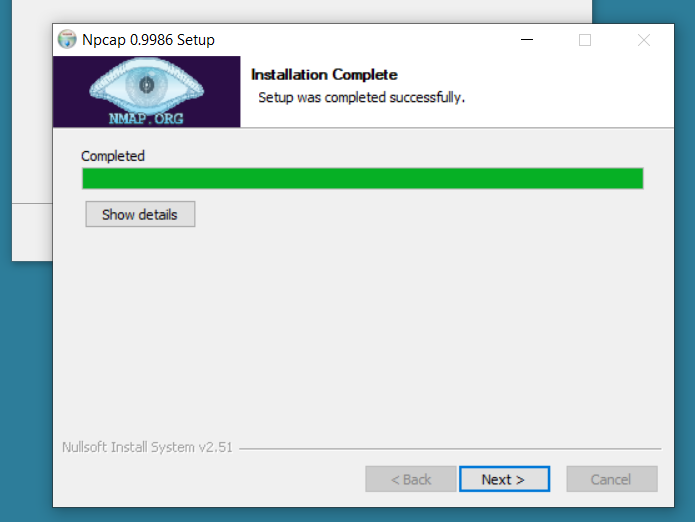 Npcap 0.9986 Setup
NMAP.ORG
Installation Complete
Setup was completed successfully.
Completed
Show details
Nullsoft Install System v2.51
< Back
Next >
Cancel